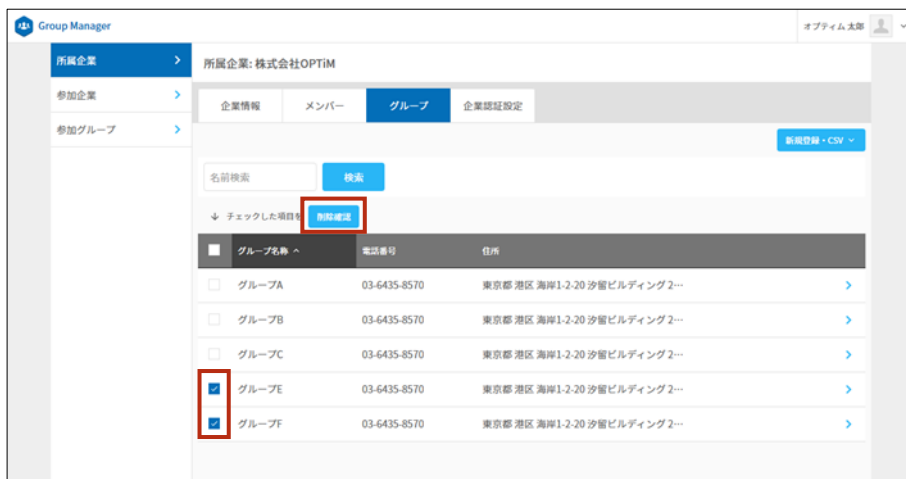 Group Manager
オプティム 太郎
所属企業
参加企業
参加グループ
所属企業: 株式会社OPTiM
企業情報 メンバー グループ 企業認証設定
新規登録・CSV
名前検索 検索
↓ チェックした項目を 削除確認
グループ名称 電話番号 住所
グループA 03-6435-8570 東京都 港区 海岸1-2-20 汐留ビルディング 2…
グループB 03-6435-8570 東京都 港区 海岸1-2-20 汐留ビルディング 2…
グループC 03-6435-8570 東京都 港区 海岸1-2-20 汐留ビルディング 2…
グループE 03-6435-8570 東京都 港区 海岸1-2-20 汐留ビルディング 2…
グループF 03-6435-8570 東京都 港区 海岸1-2-20 汐留ビルディング 2…